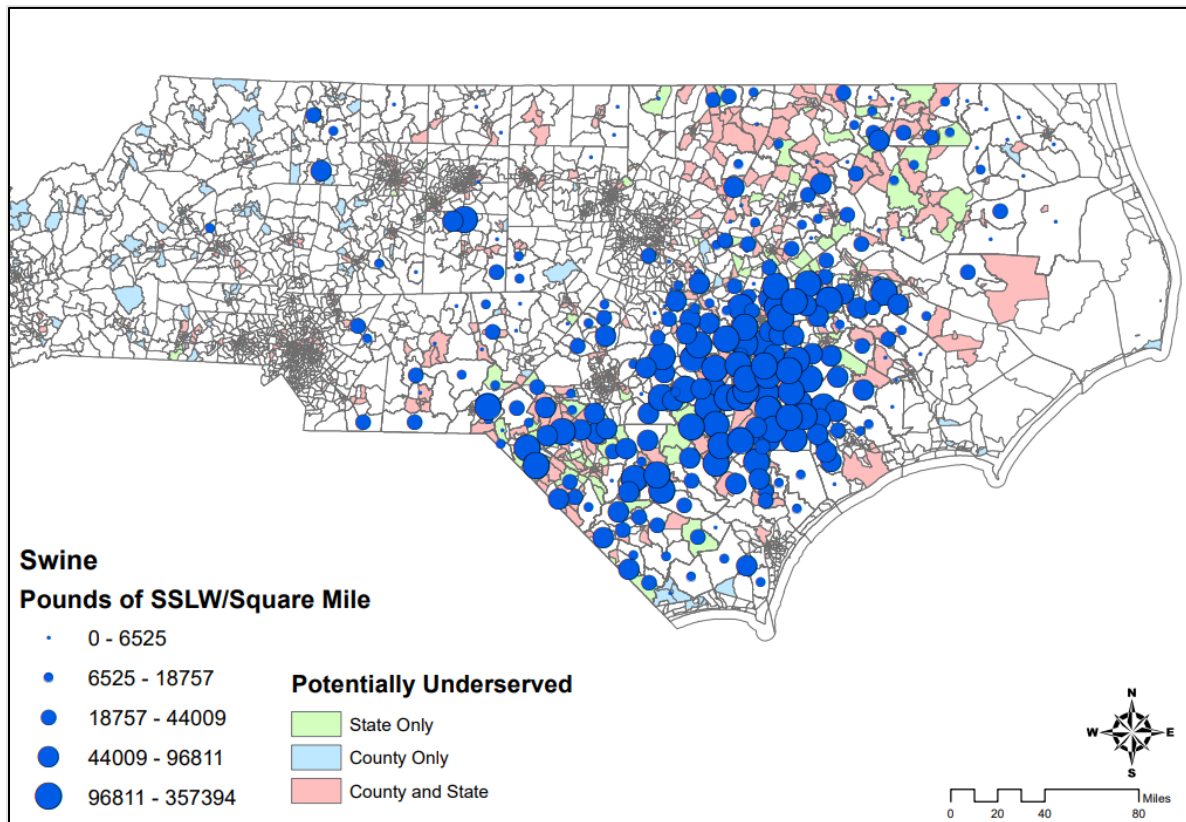 Swine
Pounds of SSLW/Square Mile
0 - 6525
6525 - 18757
18757 - 44009
44009 - 96811
96811 - 357394
Potentially Underserved
State Only
County Only
County and State
N
W E
S
Miles
0 20 40 80